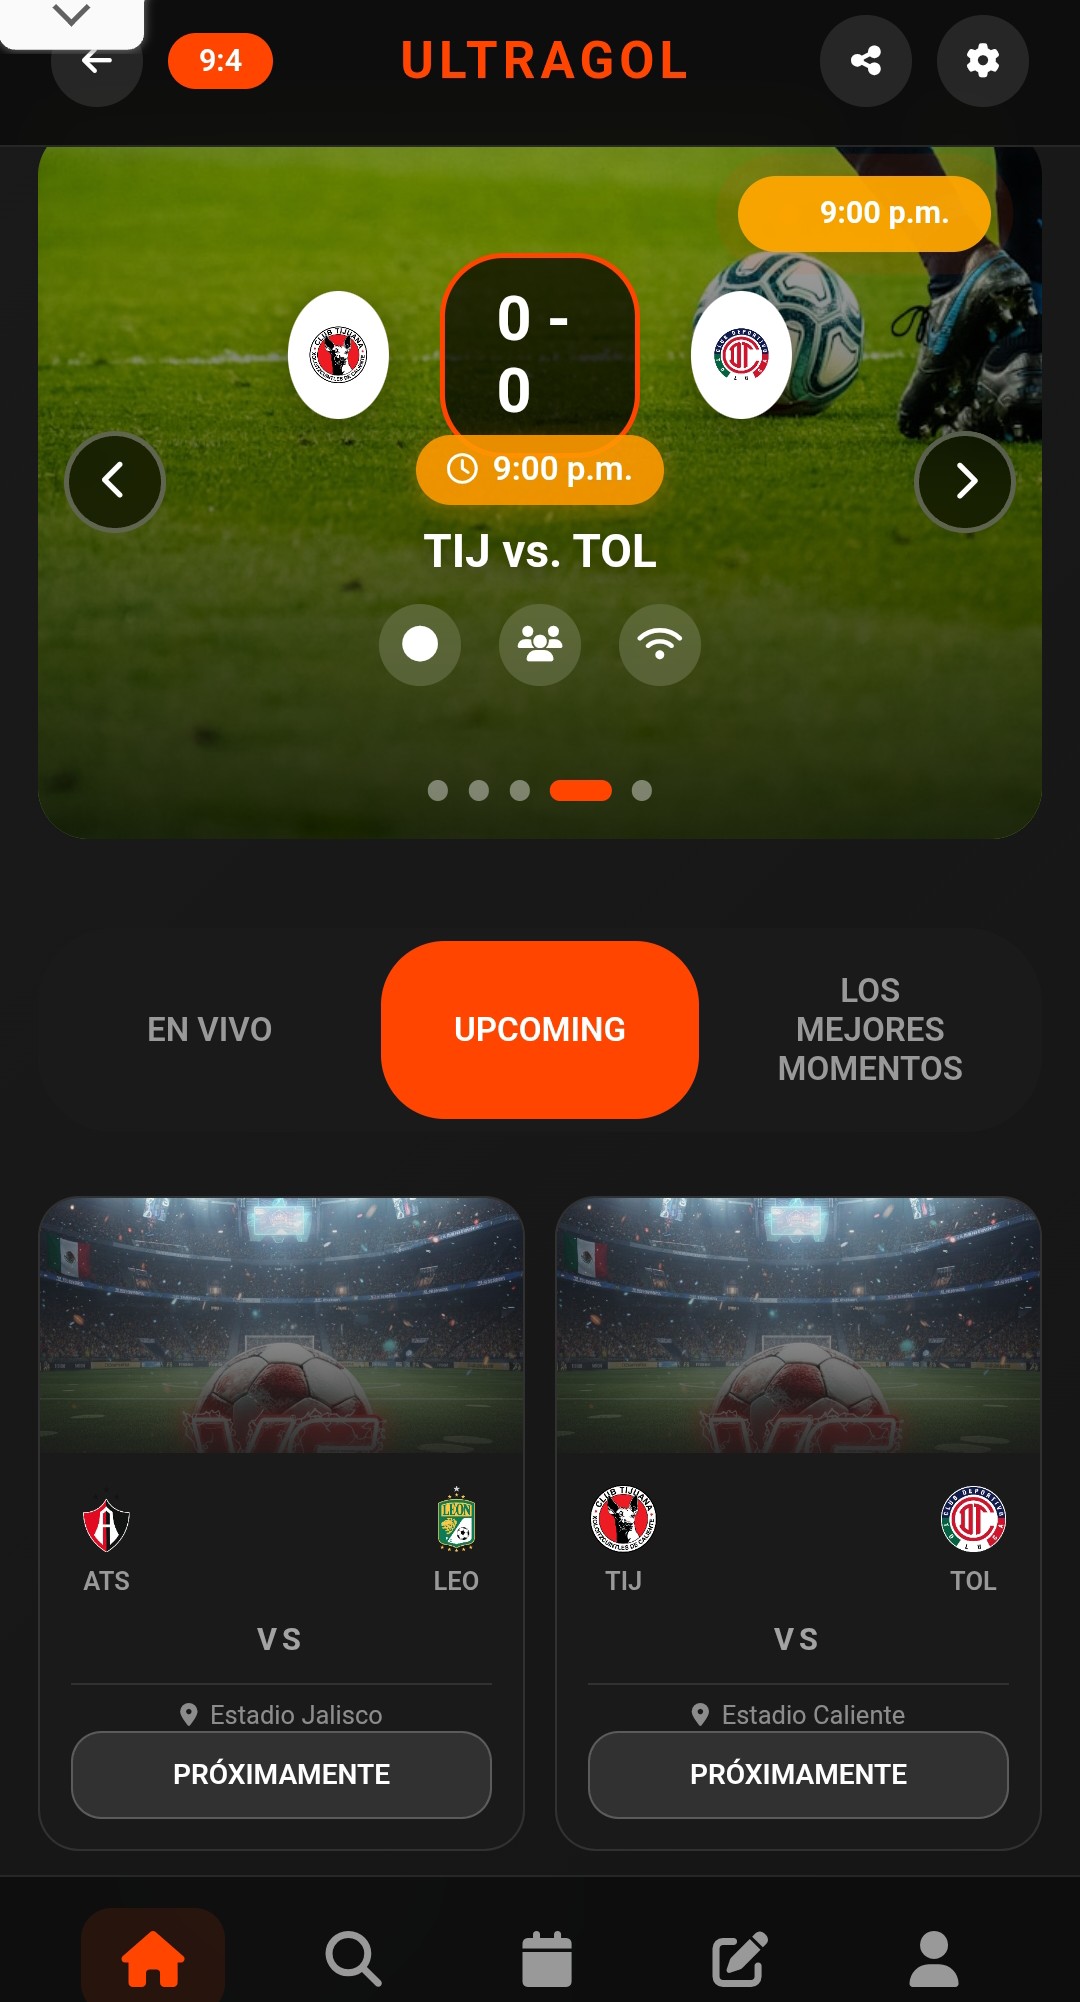 9:4
ULTRAGOL
9:00 p.m.
0 -
0
9:00 p.m.
TIJ vs. TOL
EN VIVO
UPCOMING
LOS
MEJORES
MOMENTOS
ATS
LEO
TIJ
TOL
VS
VS
Estadio Jalisco
Estadio Caliente
PRÓXIMAMENTE
PRÓXIMAMENTE